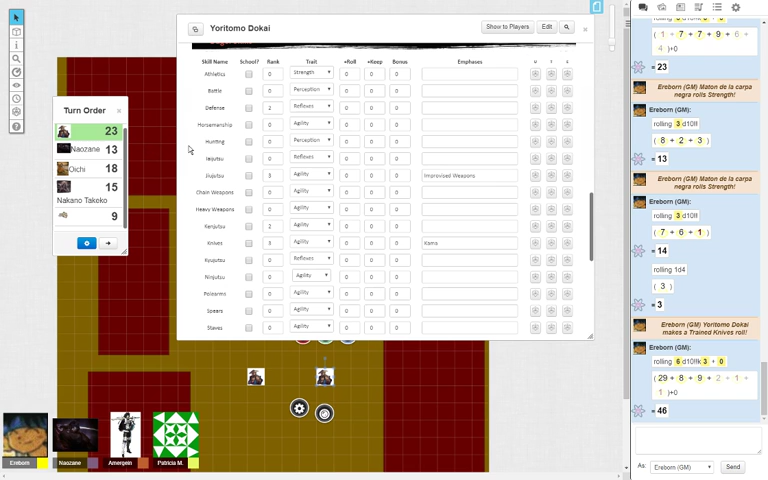 Yoritomo Dokai
Show to Players
Edit
Skill Name School? Rank Trait +Roll +Keep Bonus Emphases U T E
Athletics 0 Strength 0 0 0
Battle 0 Perception 0 0 0
Defense 2 Reflexes 0 0 0
Horsemanship 0 Agility 0 0 0
Hunting 0 Perception 0 0 0
Iaijutsu 0 Reflexes 0 0 0
Jiujutsu 3 Agility 0 0 0 Improvised Weapons
Chain Weapons 0 Agility 0 0 0
Heavy Weapons 0 Agility 0 0 0
Kenjutsu 2 Agility 0 0 0
Knives 3 Agility 0 0 0 Kama
Kyujutsu 0 Reflexes 0 0 0
Ninjutsu 0 Agility 0 0 0
Polearms 0 Agility 0 0 0
Spears 0 Agility 0 0 0
Staves 0 Agility 0 0 0
Turn Order
23
Naozane 13
Oichi 18
15
Nakano Takeko
9
Ereborn
Naozane
Amergein
Patricia M.
( 1 + 7 + 7 + 9 + 6 +
4 )+0
= 23
Ereborn (GM) Maton de la carpa
negra rolls Strength!
Ereborn (GM):
rolling 3 d10!!
( 8 + 2 + 3 )
= 13
Ereborn (GM) Maton de la carpa
negra rolls Strength!
Ereborn (GM):
rolling 3 d10!!
( 7 + 6 + 1 )
= 14
rolling 1d4
( 3 )
= 3
Ereborn (GM) Yoritomo Dokai
makes a Trained Knives roll!
Ereborn (GM):
rolling 6 d10!!k 3 + 0
( 29 + 8 + 9 + 2 + 1 +
1 )+0
= 46
As: Ereborn (GM)
Send